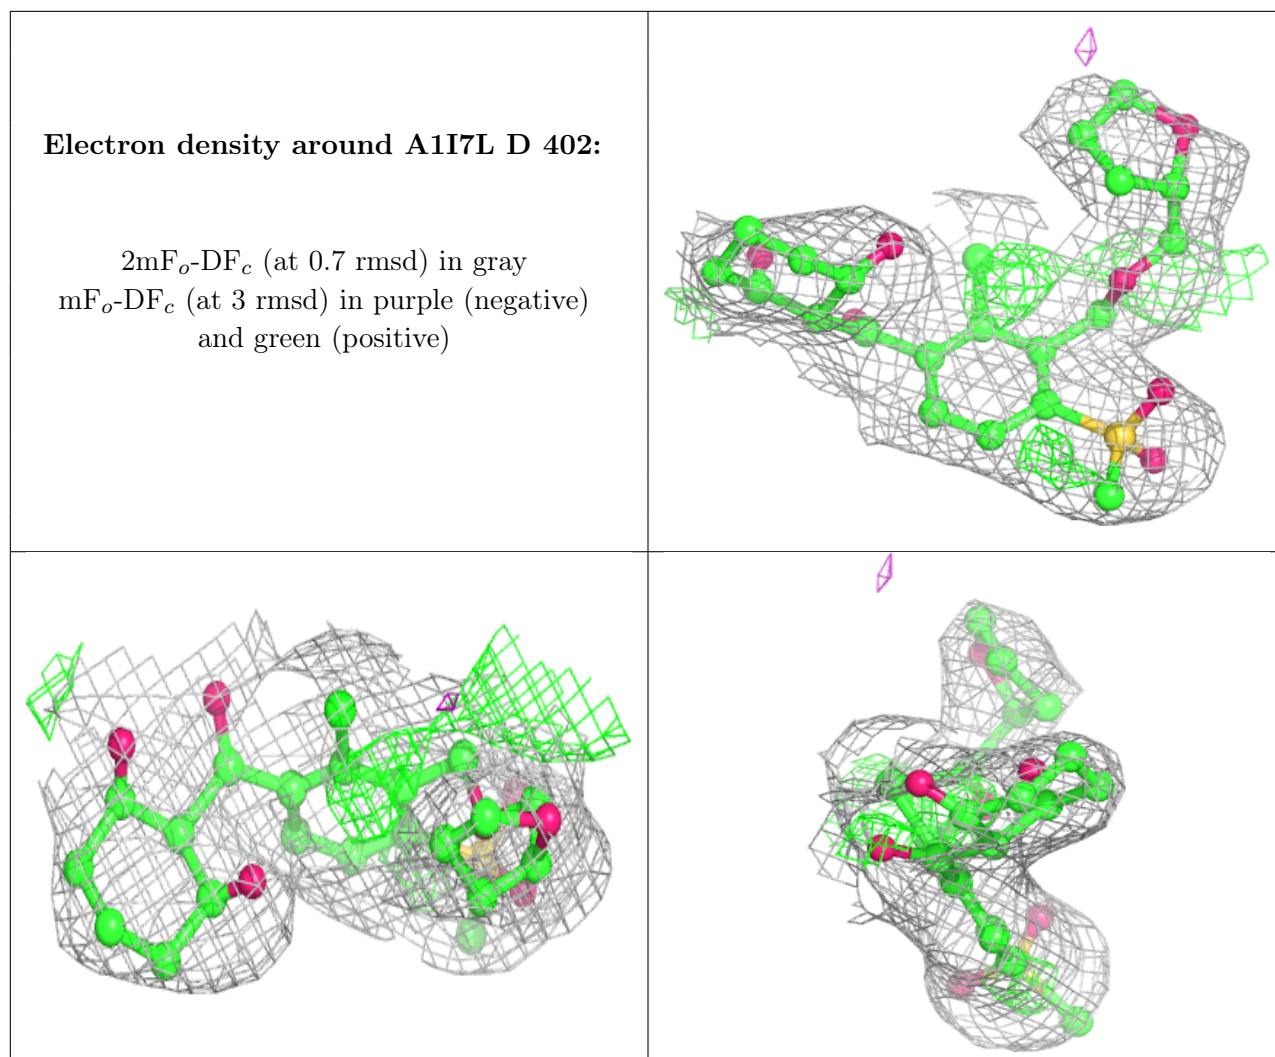 Electron density around A1I7L D 402:
2mFo-DFc (at 0.7 rmsd) in gray
mFo-DFc (at 3 rmsd) in purple (negative)
and green (positive)